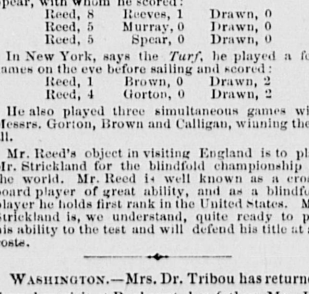 spear, with whom he scored:
Reed, 8 Reeves, 1 Drawn, 0
Reed, 5 Murray, 0 Drawn, 0
Reed, 5 Spear, 0 Drawn, 0
In New York, says the Turf, he played a fe
ames on the eve before sailing and scored:
Reed, 1 Brown, 0 Drawn, 2
Reed, 4 Gorton, 0 Drawn, 2
He also played three simultaneous games wi
Messrs. Gorton, Brown and Calligan, winning the
ll.
Mr. Reed's object in visiting England is to pl
Mr. Strickland for the blindfold championship
the world. Mr. Reed is well known as a cros
board player of great ability, and as a blindfo
player he holds first rank in the United States. M
Strickland is, we understand, quite ready to p
his ability to the test and will defend his title at a
costs.
WASHINGTON.—Mrs. Dr. Tribou has returne